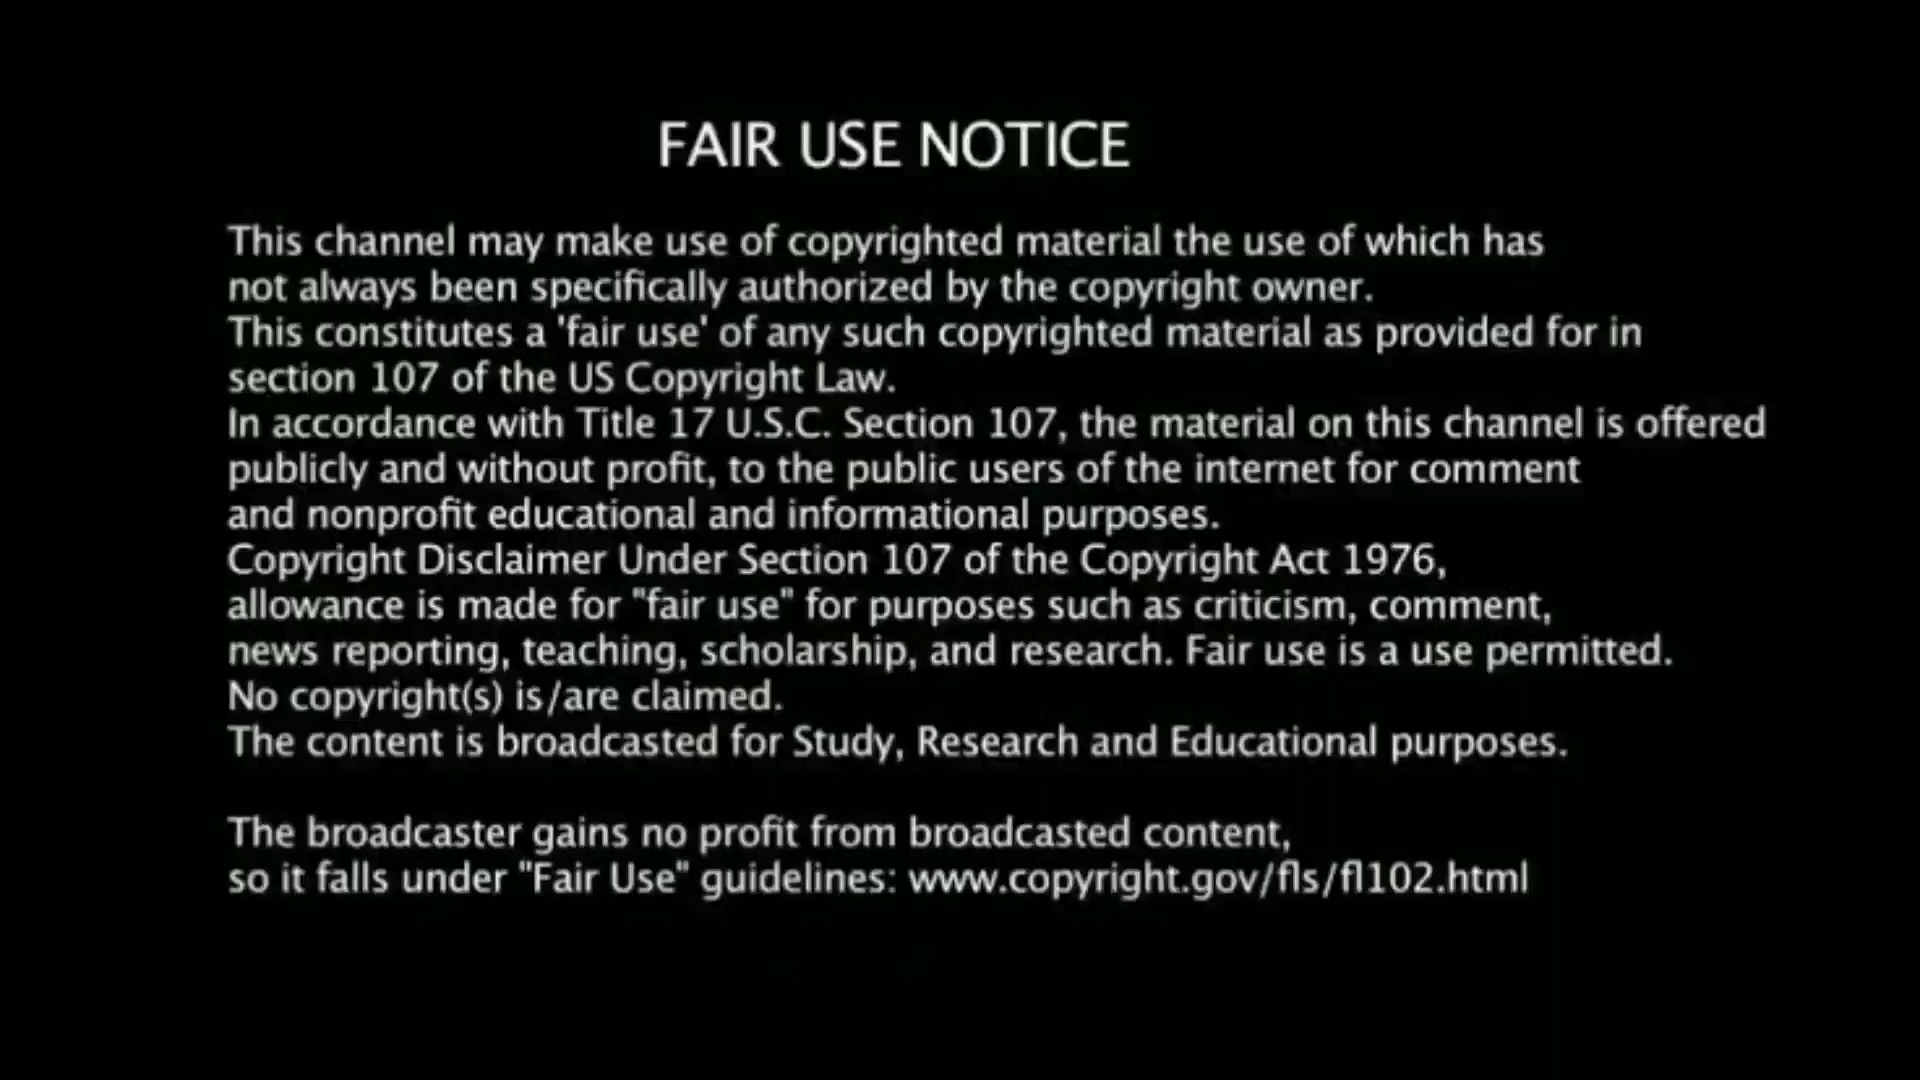 FAIR USE NOTICE
This channel may make use of copyrighted material the use of which has
not always been specifically authorized by the copyright owner.
This constitutes a 'fair use' of any such copyrighted material as provided for in
section 107 of the US Copyright Law.
In accordance with Title 17 U.S.C. Section 107, the material on this channel is offered
publicly and without profit, to the public users of the internet for comment
and nonprofit educational and informational purposes.
Copyright Disclaimer Under Section 107 of the Copyright Act 1976,
allowance is made for "fair use" for purposes such as criticism, comment,
news reporting, teaching, scholarship, and research. Fair use is a use permitted.
No copyright(s) is/are claimed.
The content is broadcasted for Study, Research and Educational purposes.
The broadcaster gains no profit from broadcasted content,
so it falls under "Fair Use" guidelines: www.copyright.gov/fls/fl102.html